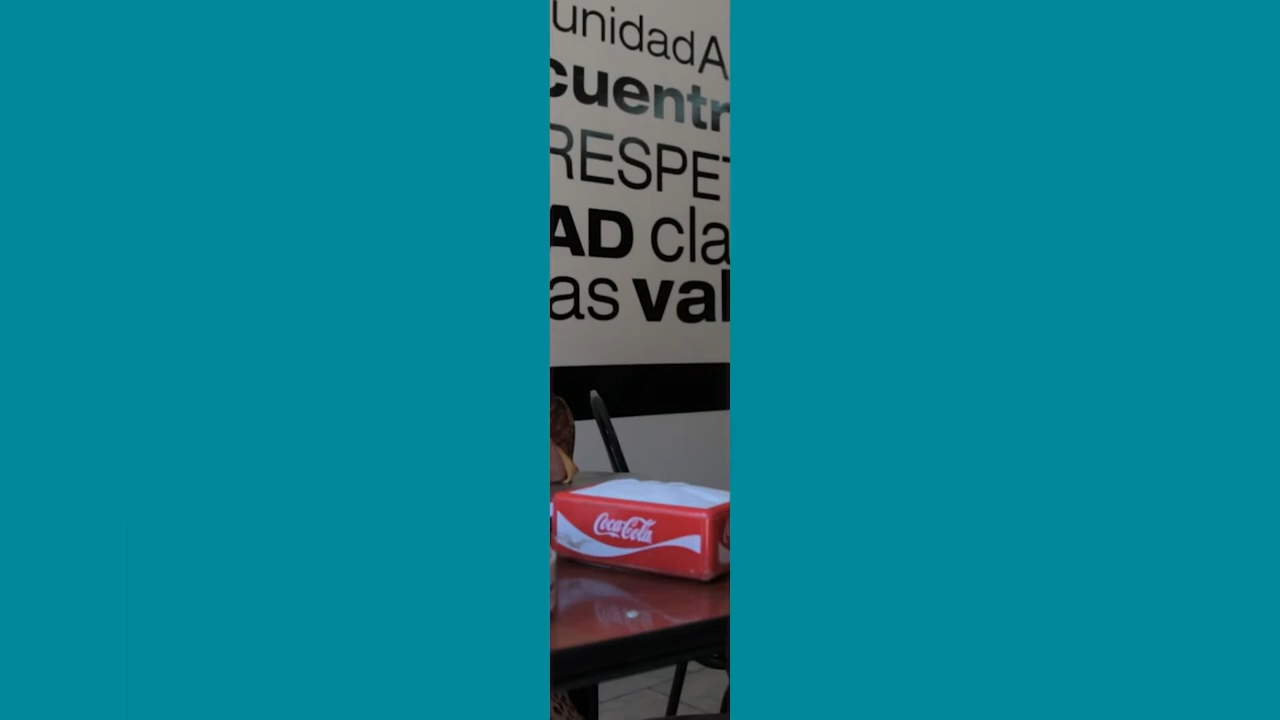 unidadA
cuentr
RESPET
AD cla
as val
Coca-Cola